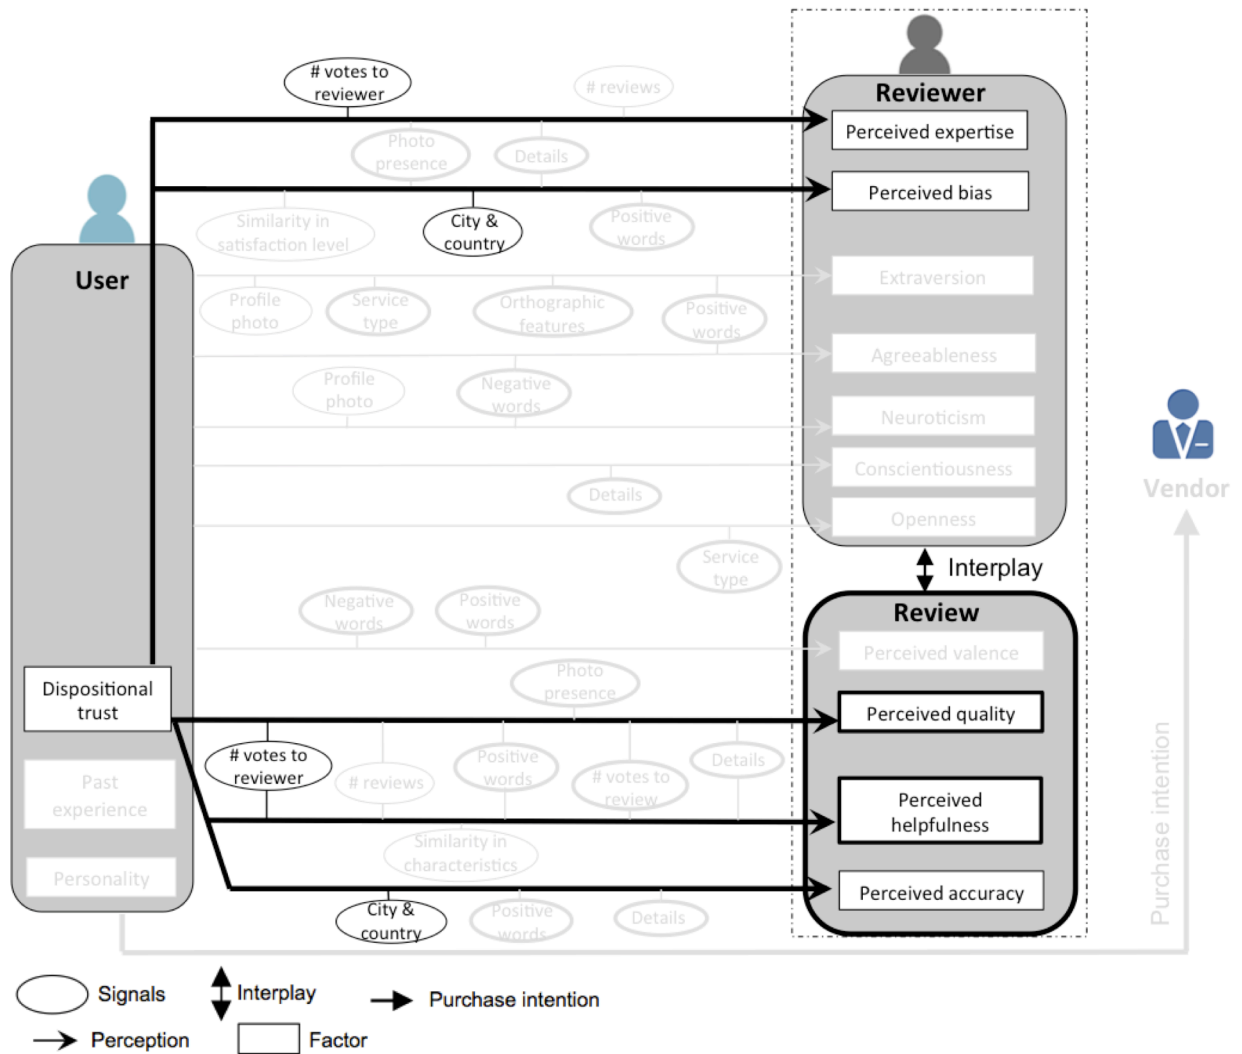 # votes to
reviewer
# reviews
Reviewer
Perceived expertise
Photo
presence
Details
Perceived bias
Similarity in
satisfaction level
City &
country
Positive
words
User
Extraversion
Profile
photo
Service
type
Orthographic
features
Positive
words
Agreeableness
Profile
photo
Negative
words
Neuroticism
Conscientiousness
Details
Openness
Vendor
Service
type
Interplay
Negative
words
Positive
words
Review
Perceived valence
Photo
presence
Dispositional
trust
Perceived quality
# votes to
reviewer
# reviews
Positive
words
# votes to
review
Details
Past
experience
Perceived
helpfulness
Similarity in
characteristics
Personality
Perceived accuracy
City &
country
Positive
words
Details
Purchase intention
Signals
Interplay
Purchase intention
Perception
Factor